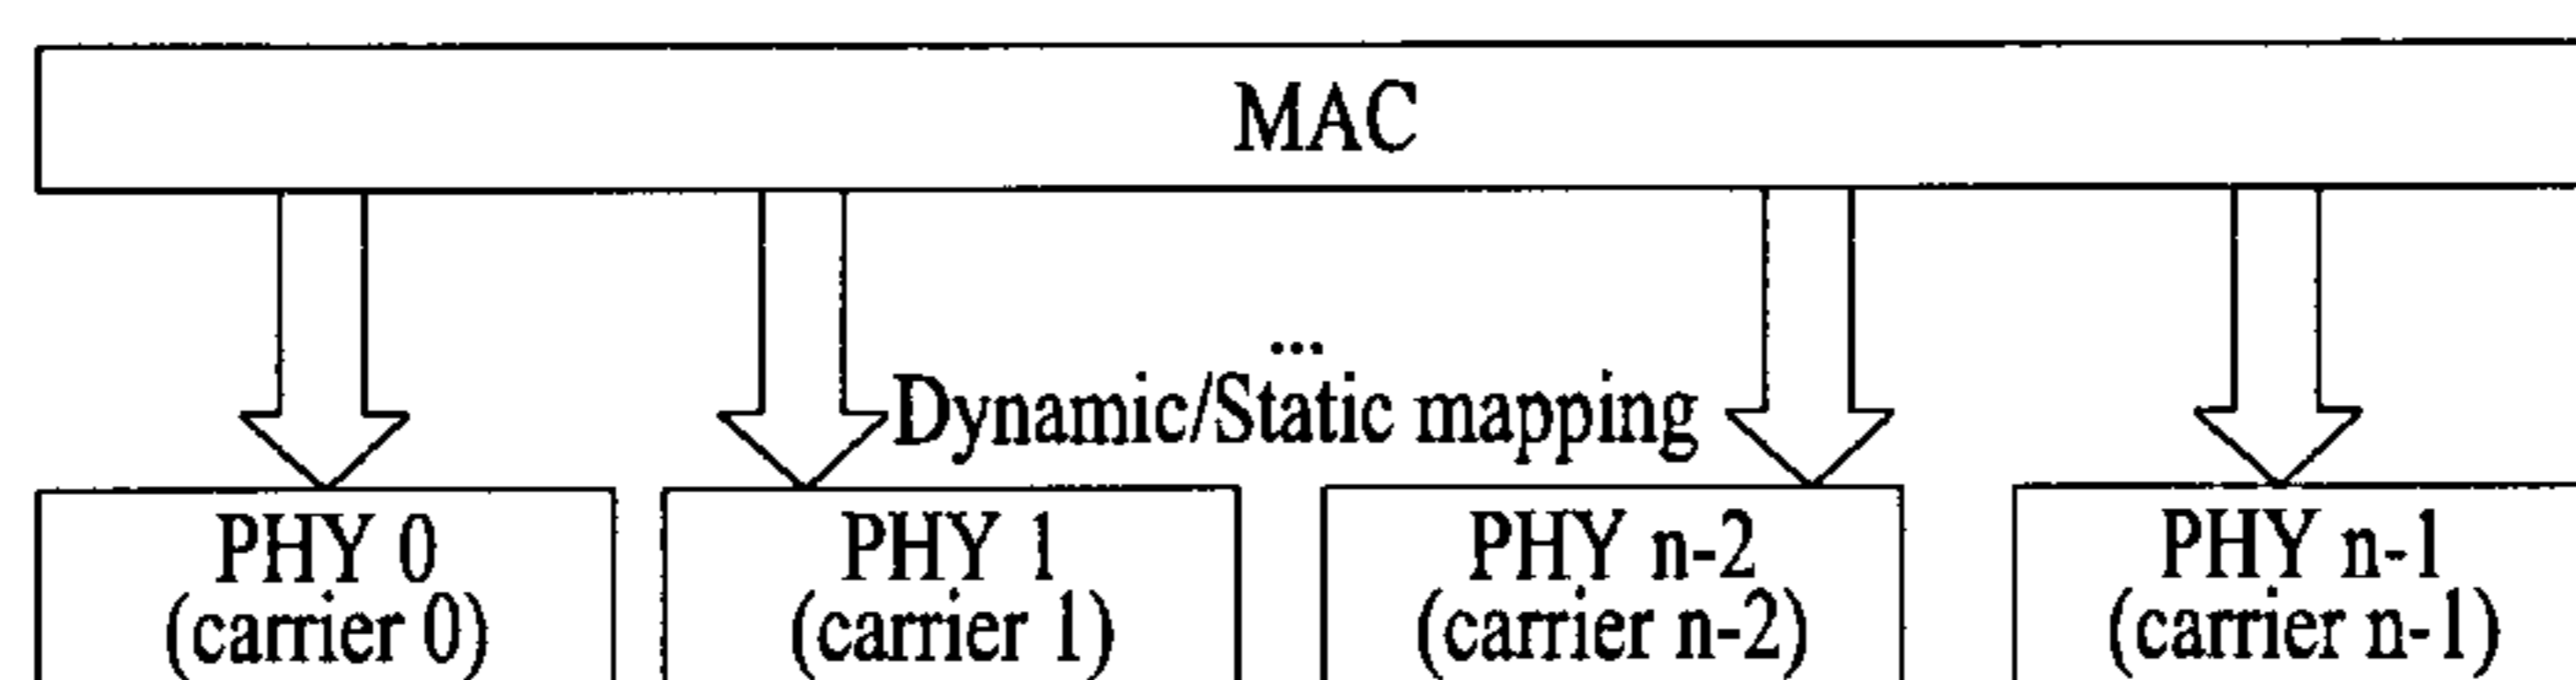 MAC
...
Dynamic/Static mapping
PHY 0
(carrier 0)
PHY 1
(carrier 1)
PHY n-2
(carrier n-2)
PHY n-1
(carrier n-1)